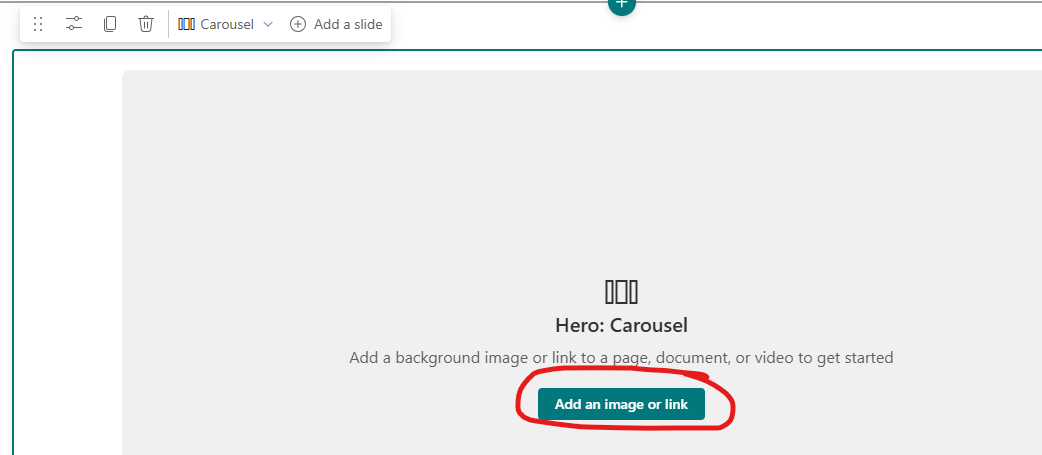 Carousel Add a slide
Hero: Carousel
Add a background image or link to a page, document, or video to get started
Add an image or link